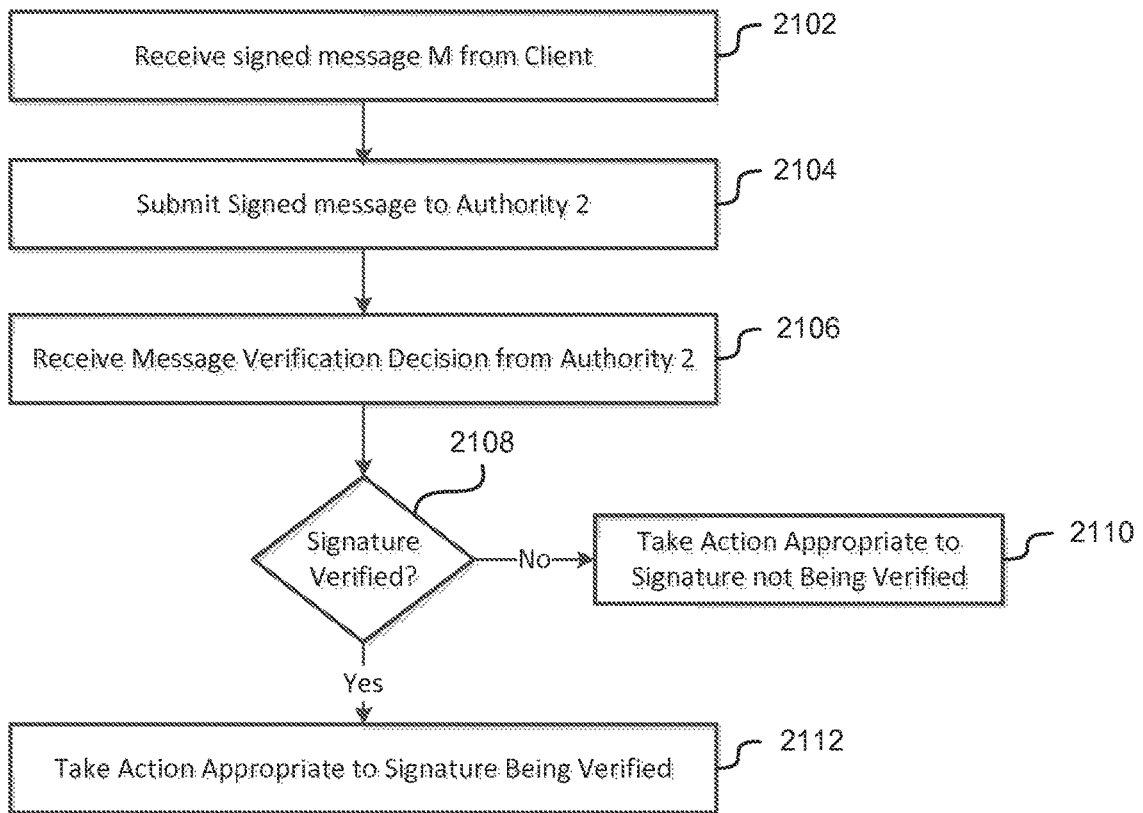 2102
Receive signed message M from Client
2104
Submit Signed message to Authority 2
2106
Receive Message Verification Decision from Authority 2
2108
Signature
Verified?
No
Take Action Appropriate to
Signature not Being Verified
2110
Yes
2112
Take Action Appropriate to Signature Being Verified